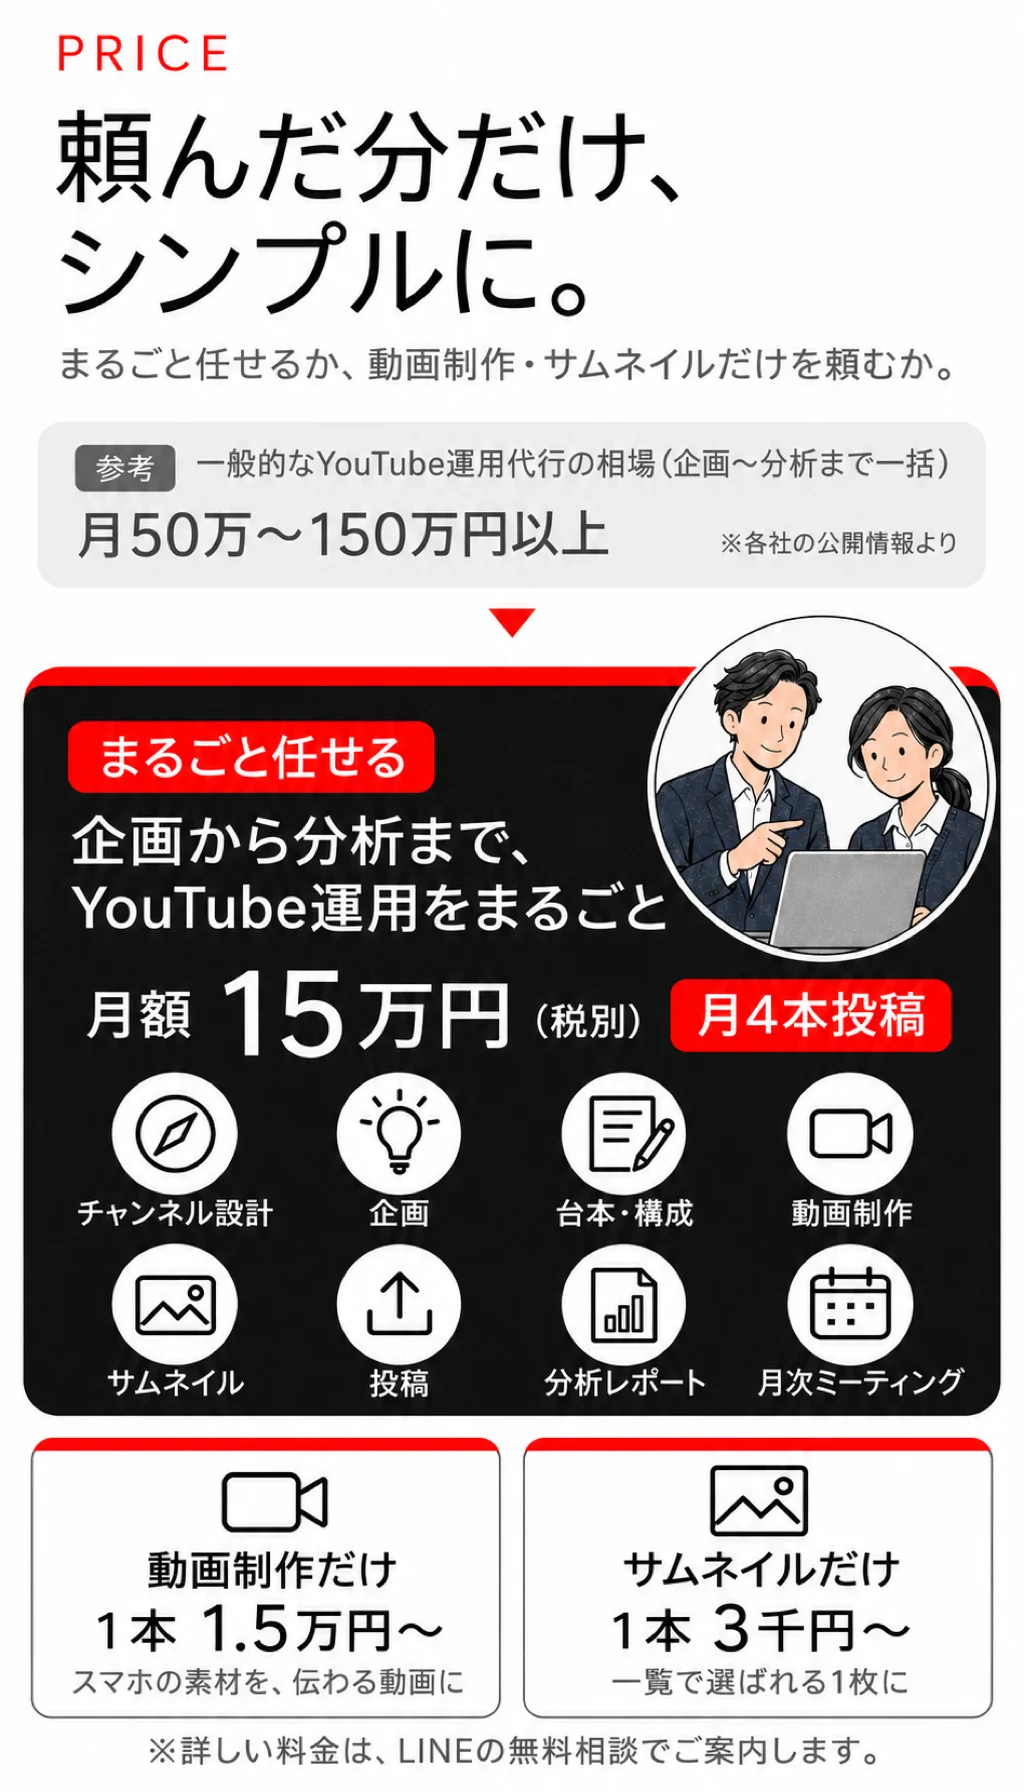 PRICE
頼んだ分だけ、
シンプルに。
まるごと任せるか、動画制作・サムネイルだけを頼むか。
参考 一般的なYouTube運用代行の相場（企画〜分析まで一括）
月50万〜150万円以上 ※各社の公開情報より
まるごと任せる
企画から分析まで、
YouTube運用をまるごと
月額 15万円（税別） 月4本投稿
チャンネル設計 企画 台本・構成 動画制作
サムネイル 投稿 分析レポート 月次ミーティング
動画制作だけ
1本 1.5万円〜
スマホの素材を、伝わる動画に
サムネイルだけ
1本 3千円〜
一覧で選ばれる1枚に
※詳しい料金は、LINEの無料相談でご案内します。